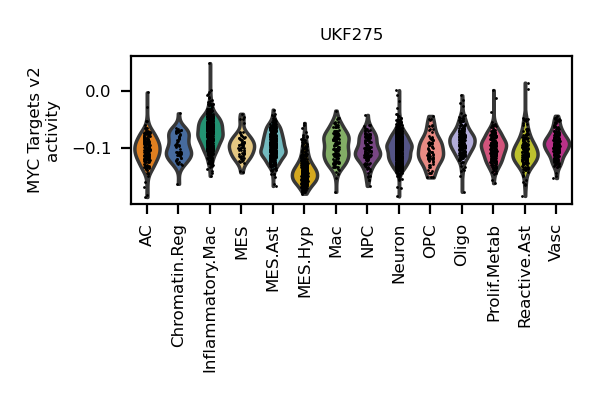 UKF275
MYC Targets v2
activity
0.0
−0.1
AC
Chromatin.Reg
Inflammatory.Mac
MES
MES.Ast
MES.Hyp
Mac
NPC
Neuron
OPC
Oligo
Prolif.Metab
Reactive.Ast
Vasc